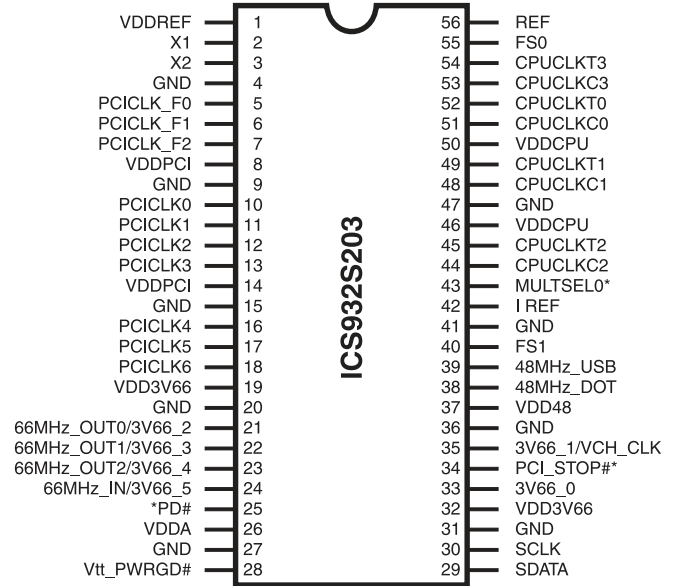 VDDREF 1 56 REF
X1 2 55 FS0
X2 3 54 CPUCLKT3
GND 4 53 CPUCLKC3
PCICLK_F0 5 52 CPUCLKT0
PCICLK_F1 6 51 CPUCLKC0
PCICLK_F2 7 50 VDDCPU
VDDPCI 8 49 CPUCLKT1
GND 9 48 CPUCLKC1
PCICLK0 10 47 GND
PCICLK1 11 46 VDDCPU
PCICLK2 12 45 CPUCLKT2
PCICLK3 13 44 CPUCLKC2
VDDPCI 14 43 MULTSEL0*
GND 15 42 I REF
PCICLK4 16 41 GND
PCICLK5 17 40 FS1
PCICLK6 18 39 48MHz_USB
VDD3V66 19 38 48MHz_DOT
GND 20 37 VDD48
66MHz_OUT0/3V66_2 21 36 GND
66MHz_OUT1/3V66_3 22 35 3V66_1/VCH_CLK
66MHz_OUT2/3V66_4 23 34 PCI_STOP#*
66MHz_IN/3V66_5 24 33 3V66_0
*PD# 25 32 VDD3V66
VDDA 26 31 GND
GND 27 30 SCLK
Vtt_PWRGD# 28 29 SDATA
ICS932S203